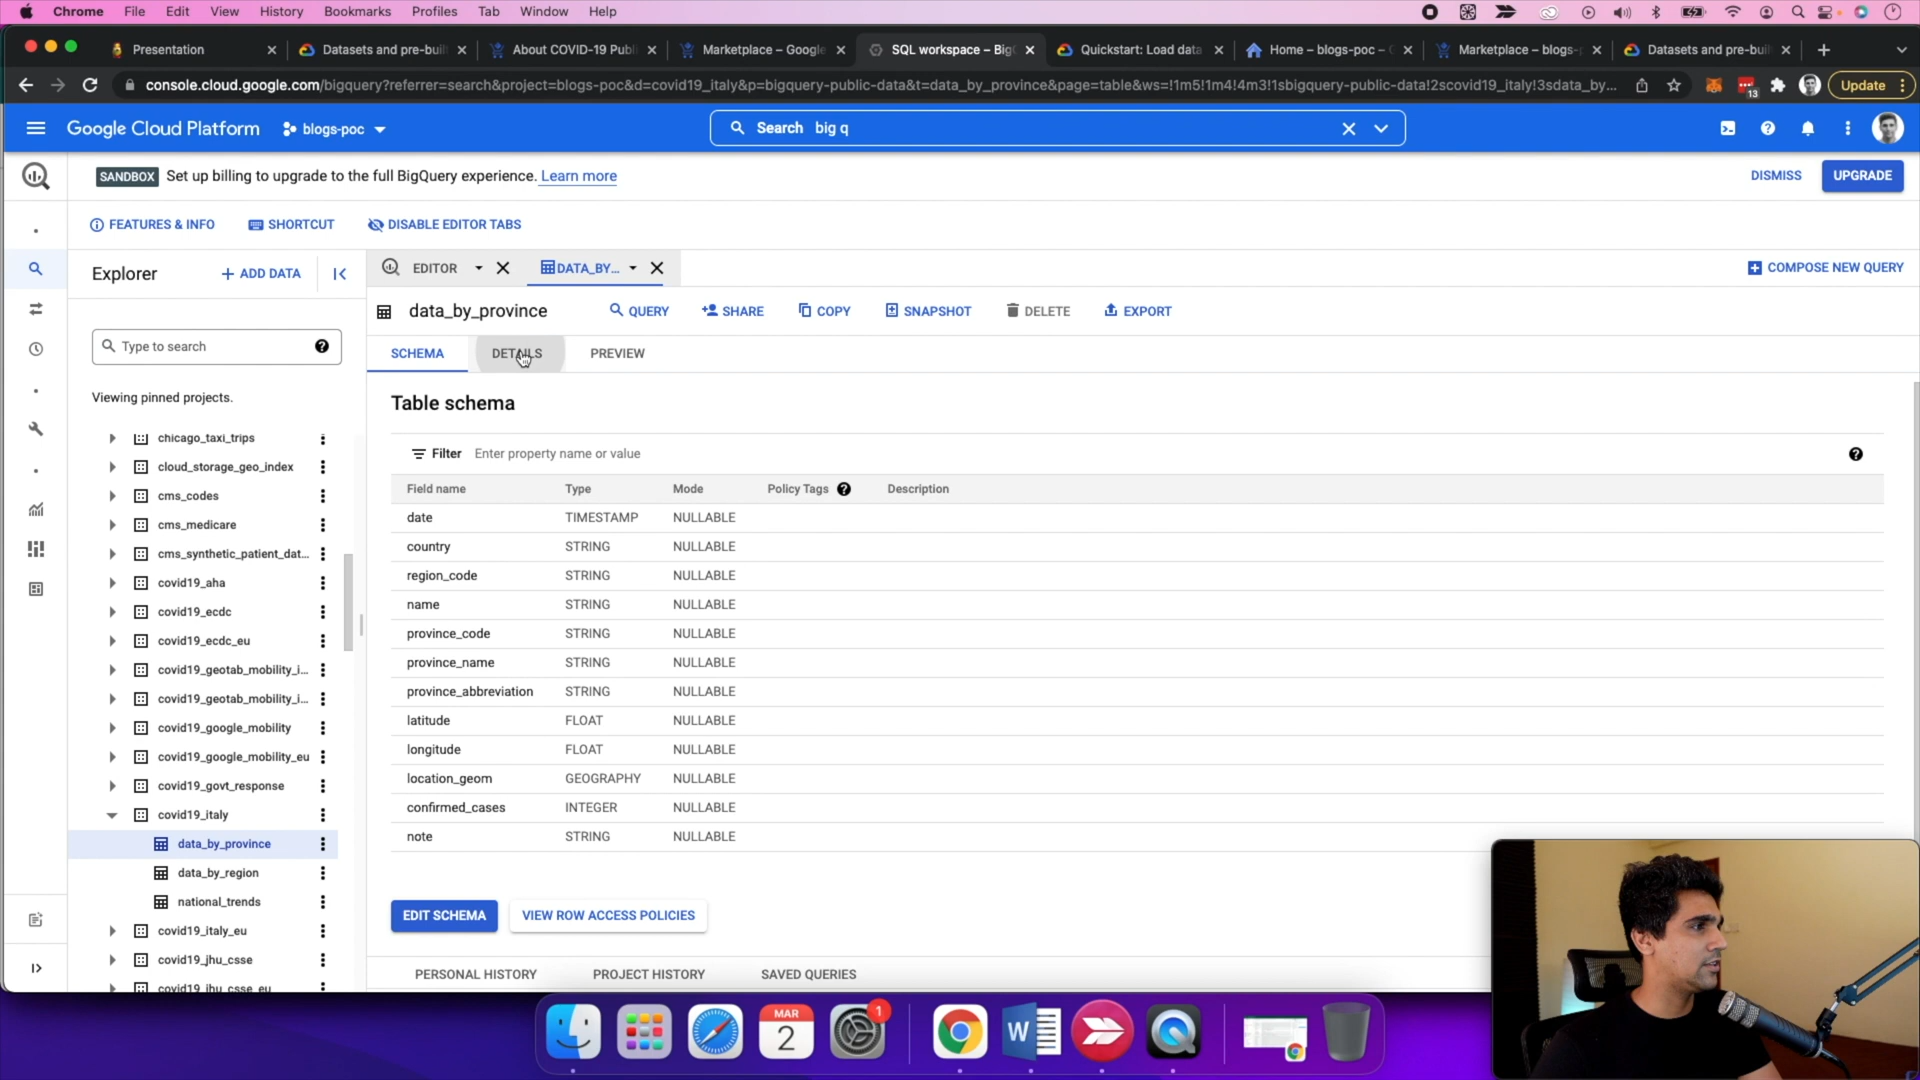 Chrome File Edit View History Bookmarks Profiles Tab Window Help
Presentation Datasets and pre-buil About COVID-19 Publ Marketplace – Google SQL workspace – Big Quickstart: Load data Home – blogs-poc – G Marketplace – blogs- Datasets and pre-buil
console.cloud.google.com/bigquery?referrer=search&project=blogs-poc&d=covid19_italy&p=bigquery-public-data&t=data_by_province&page=table&ws=!1m5!1m4!4m3!1sbigquery-public-data!2scovid19_italy!3sdata_by... 13 Update
Google Cloud Platform blogs-poc Search big q
SANDBOX Set up billing to upgrade to the full BigQuery experience. Learn more DISMISS UPGRADE
FEATURES & INFO SHORTCUT DISABLE EDITOR TABS
Explorer + ADD DATA EDITOR DATA_BY... COMPOSE NEW QUERY
data_by_province QUERY SHARE COPY SNAPSHOT DELETE EXPORT
Type to search
SCHEMA DETAILS PREVIEW
Viewing pinned projects.
Table schema
chicago_taxi_trips
Filter Enter property name or value
cloud_storage_geo_index
Field name Type Mode Policy Tags Description
cms_codes
date TIMESTAMP NULLABLE
cms_medicare
country STRING NULLABLE
cms_synthetic_patient_dat...
region_code STRING NULLABLE
covid19_aha
name STRING NULLABLE
covid19_ecdc
province_code STRING NULLABLE
covid19_ecdc_eu
province_name STRING NULLABLE
covid19_geotab_mobility_i...
province_abbreviation STRING NULLABLE
covid19_geotab_mobility_i...
latitude FLOAT NULLABLE
covid19_google_mobility
longitude FLOAT NULLABLE
covid19_google_mobility_eu
location_geom GEOGRAPHY NULLABLE
covid19_govt_response
confirmed_cases INTEGER NULLABLE
covid19_italy
note STRING NULLABLE
data_by_province
data_by_region
national_trends
EDIT SCHEMA VIEW ROW ACCESS POLICIES
covid19_italy_eu
covid19_jhu_csse
PERSONAL HISTORY PROJECT HISTORY SAVED QUERIES
covid19_jhu_csse_eu
MAR
2
1
W